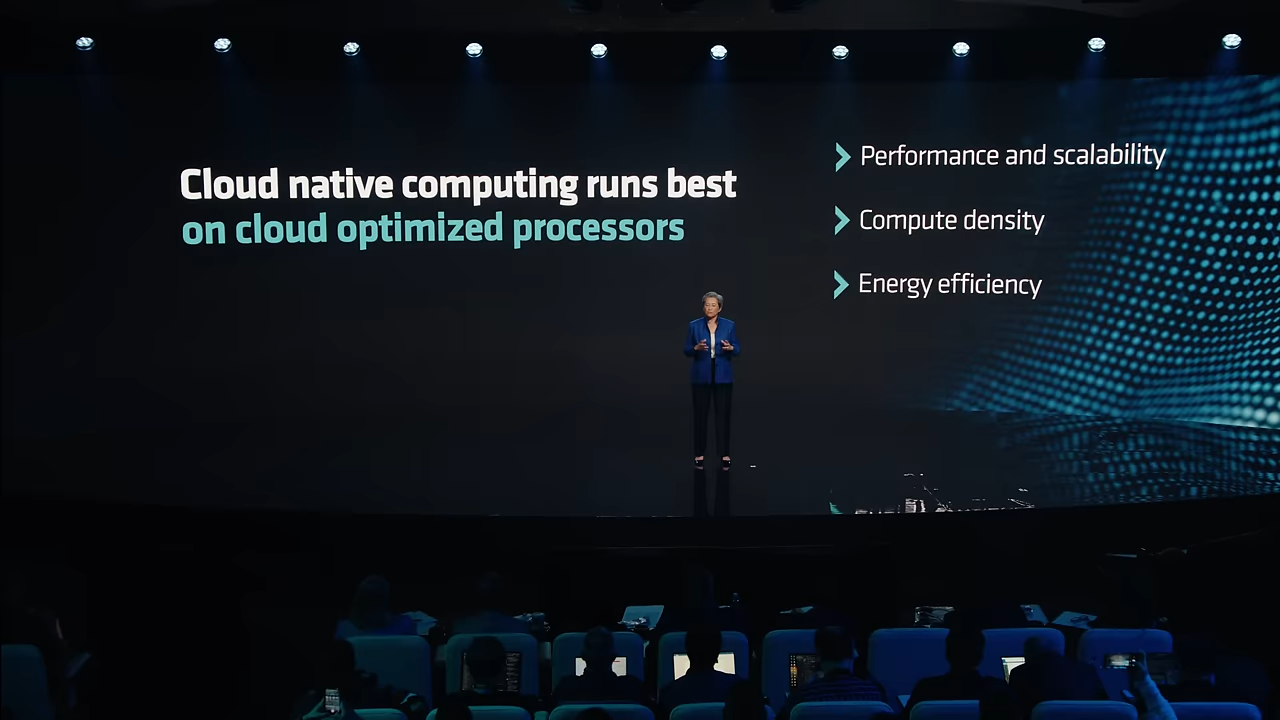 Cloud native computing runs best
on cloud optimized processors
Performance and scalability
Compute density
Energy efficiency